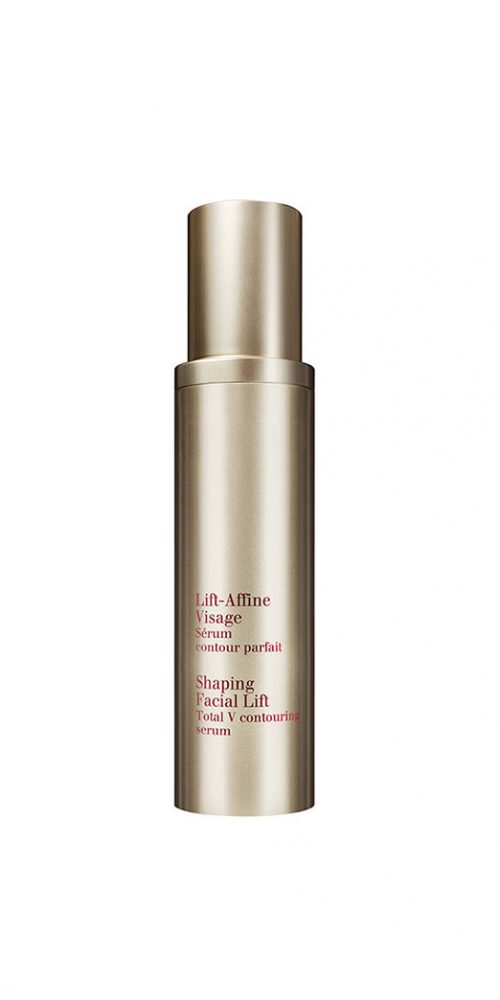 Lift-Affine
Visage
Sérum
contour parfait
Shaping
Facial Lift
Total V contouring
serum